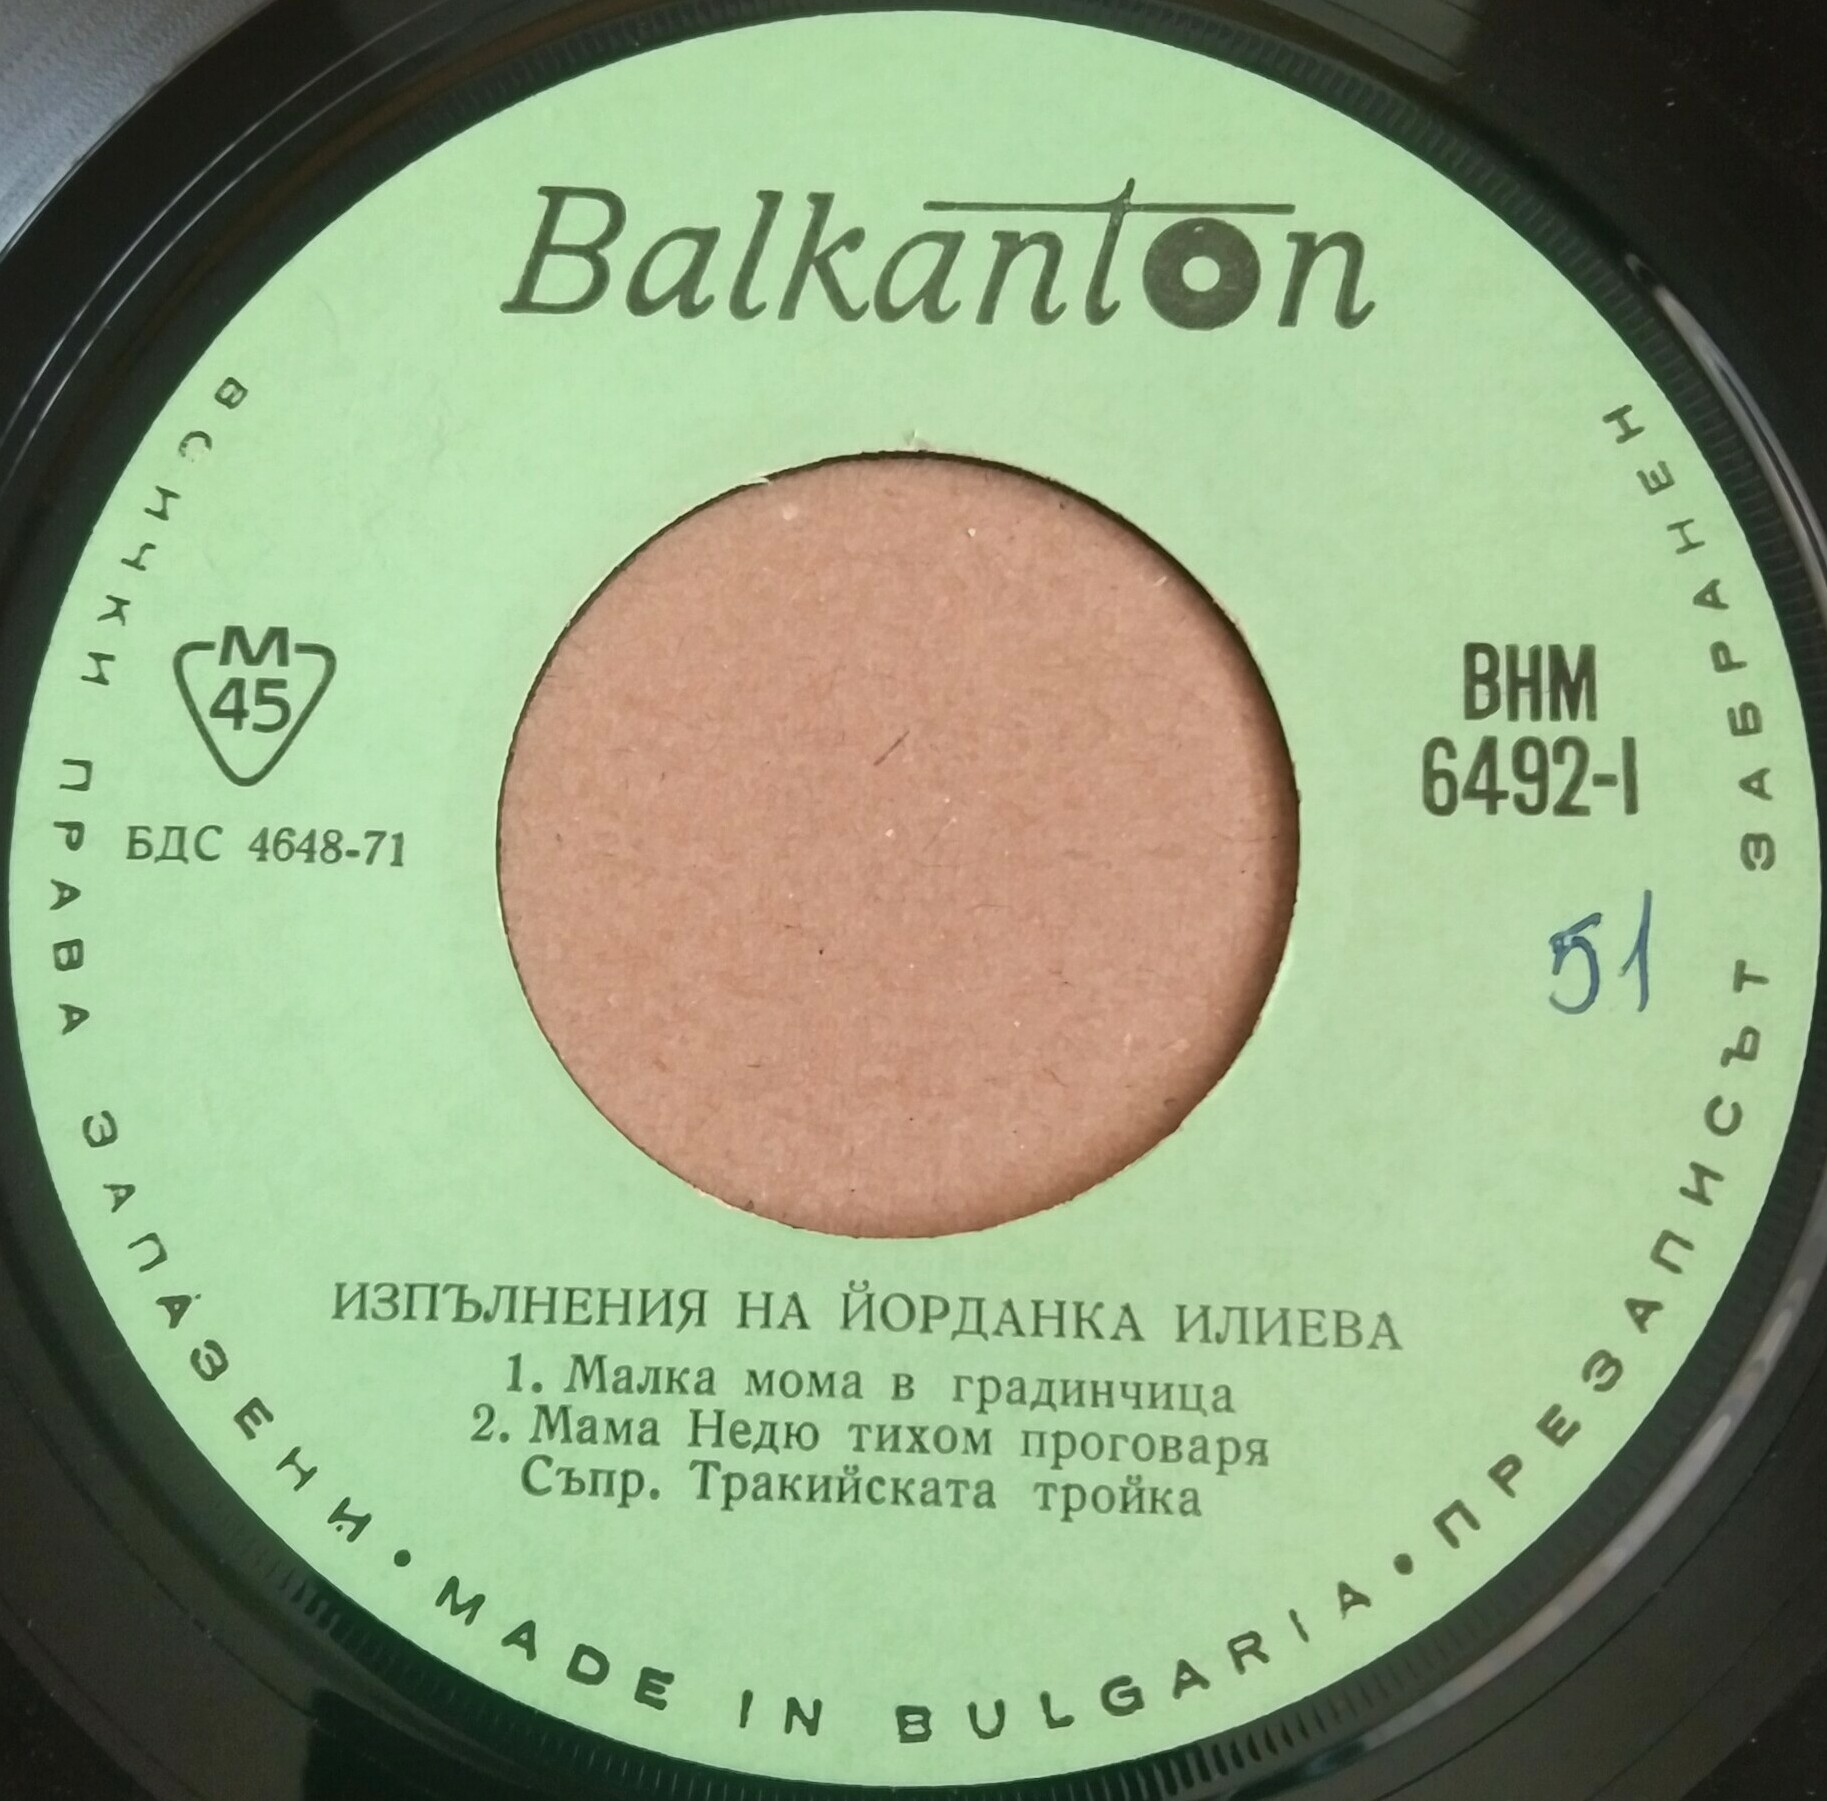 Balkanton
М
45
БДС 4648-71
ВНМ
6492-I
51
ИЗПЪЛНЕНИЯ НА ЙОРДАНКА ИЛИЕВА
1. Малка мома в градинчица
2. Мама Недю тихом проговаря
Съпр. Тракийската тройка
ВСИЧКИ ПРАВА ЗАПАЗЕНИ • MADE IN BULGARIA • ПРЕЗАПИСЪТ ЗАБРАНЕН